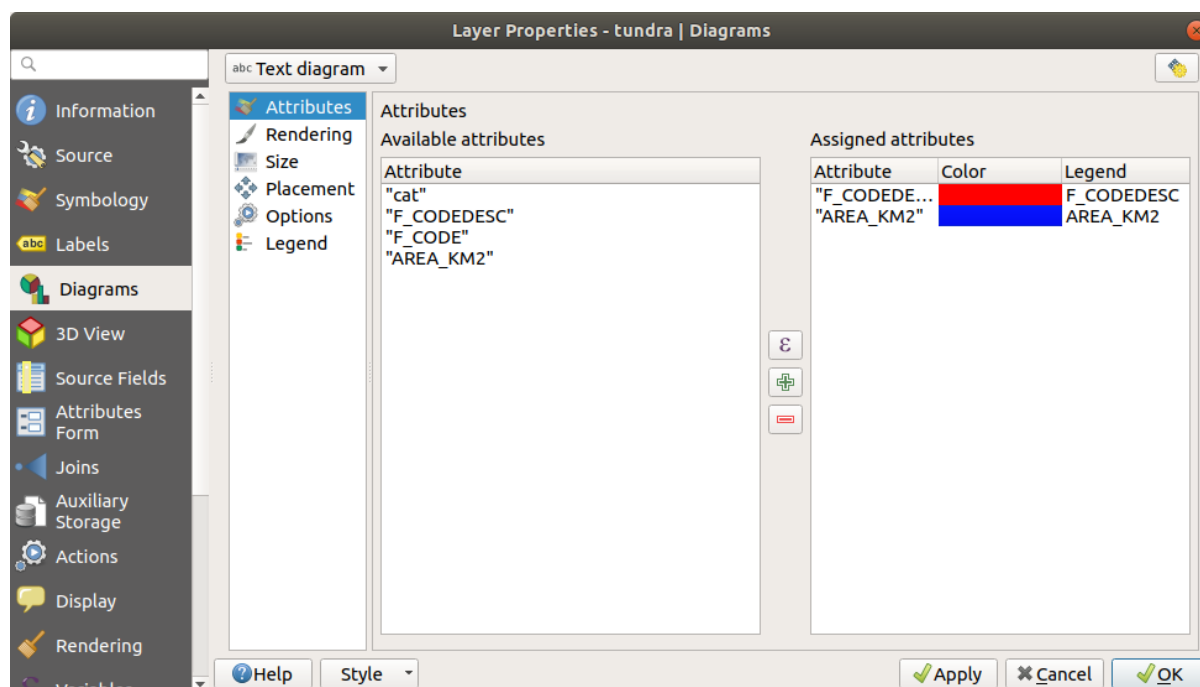 Layer Properties - tundra | Diagrams
Information
Source
Symbology
abc Labels
Diagrams
3D View
Source Fields
Attributes
Form
Joins
Auxiliary
Storage
Actions
Display
Rendering
abc Text diagram
Attributes
Rendering
Size
Placement
Options
Legend
Attributes
Available attributes
Attribute
"cat"
"F_CODEDESC"
"F_CODE"
"AREA_KM2"
ε
Assigned attributes
Attribute Color Legend
"F_CODEDE... F_CODEDESC
"AREA_KM2" AREA_KM2
Help Style Apply Cancel OK